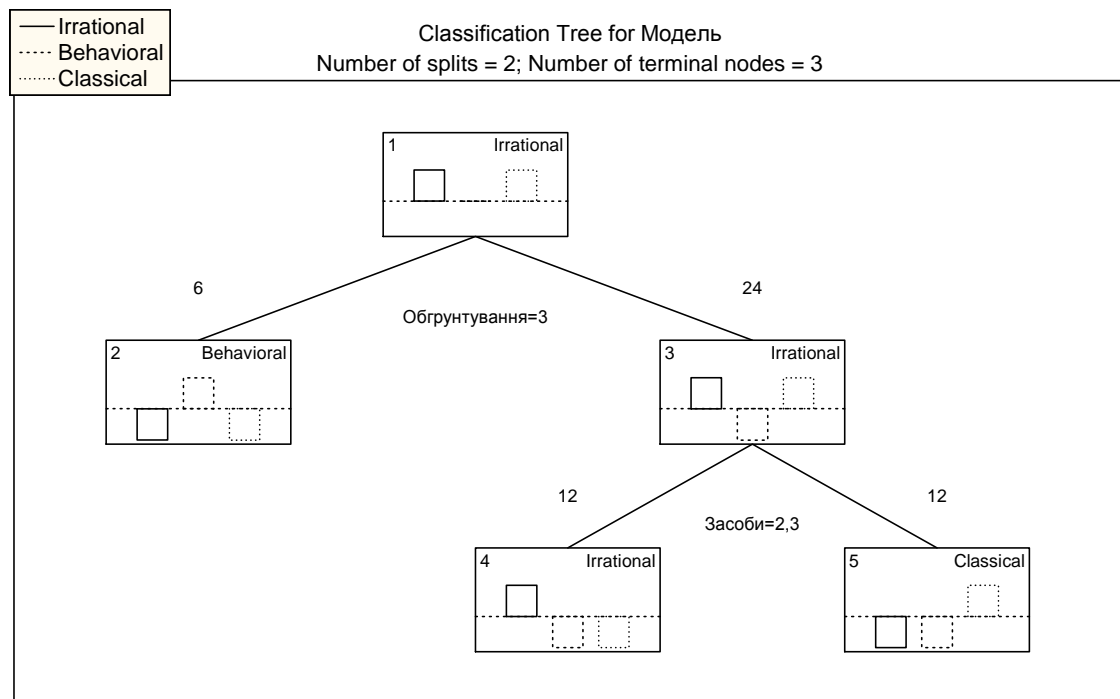 Irrational
Behavioral
Classical
Classification Tree for Модель
Number of splits = 2; Number of terminal nodes = 3
1 Irrational
6 24
Обгрунтування=3
2 Behavioral
3 Irrational
12 12
Засоби=2,3
4 Irrational
5 Classical